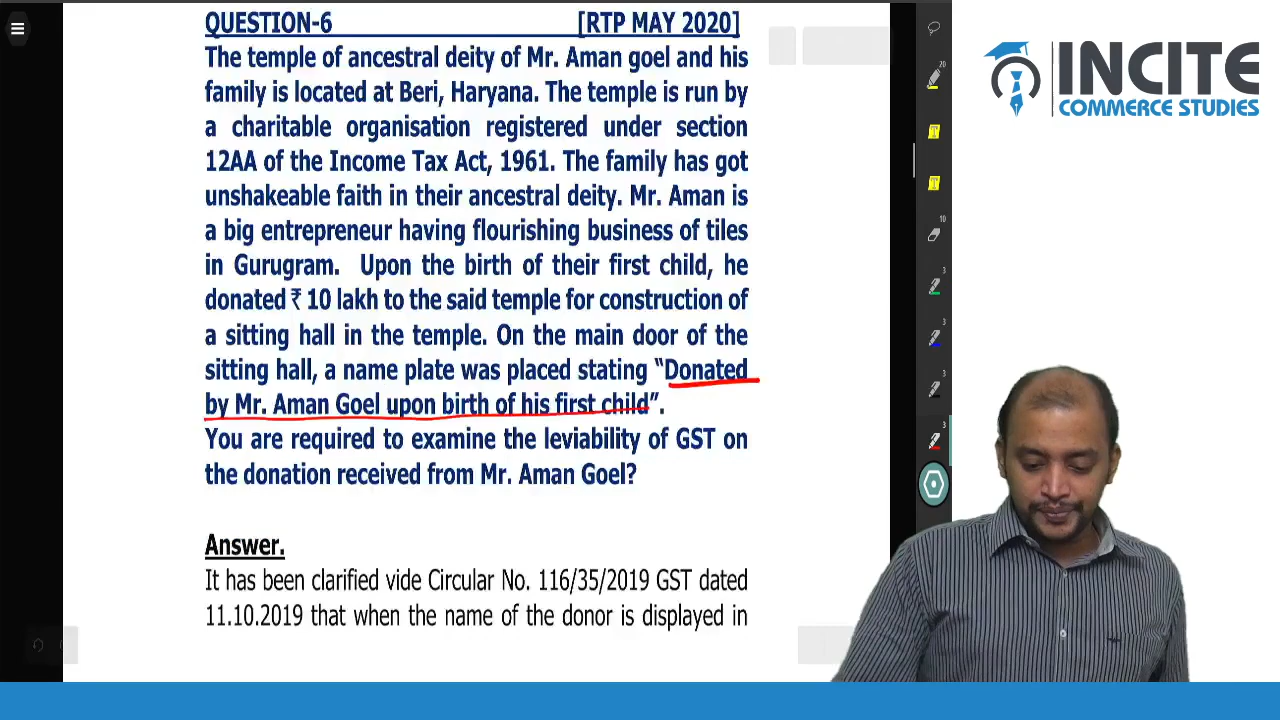 QUESTION-6 [RTP MAY 2020]
The temple of ancestral deity of Mr. Aman goel and his
family is located at Beri, Haryana. The temple is run by
a charitable organisation registered under section
12AA of the Income Tax Act, 1961. The family has got
unshakeable faith in their ancestral deity. Mr. Aman is
a big entrepreneur having flourishing business of tiles
in Gurugram. Upon the birth of their first child, he
donated ₹ 10 lakh to the said temple for construction of
a sitting hall in the temple. On the main door of the
sitting hall, a name plate was placed stating “Donated
by Mr. Aman Goel upon birth of his first child”.
You are required to examine the leviability of GST on
the donation received from Mr. Aman Goel?
Answer.
It has been clarified vide Circular No. 116/35/2019 GST dated
11.10.2019 that when the name of the donor is displayed in
20
T
T
10
3
3
3
3
INCITE
COMMERCE STUDIES